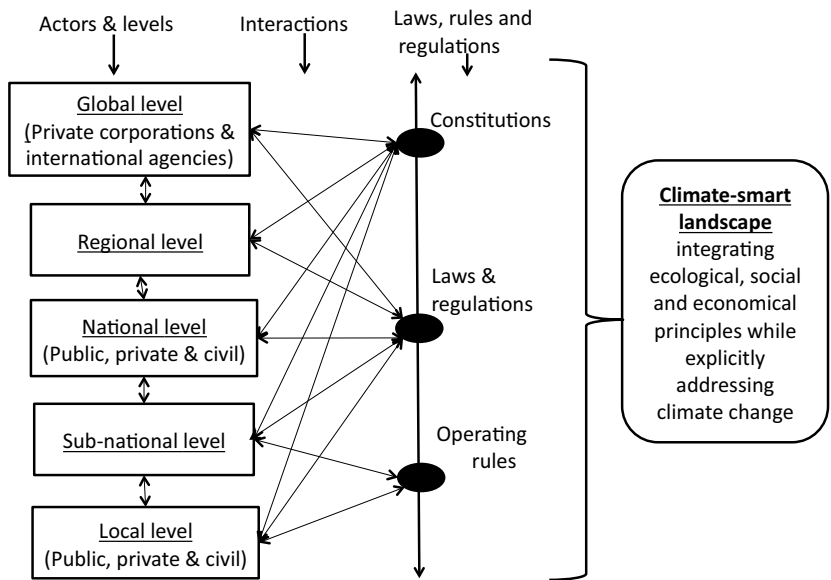 Actors & levels
Interactions
Laws, rules and
regulations
Global level
(Private corporations &
international agencies)
Regional level
National level
(Public, private & civil)
Sub-national level
Local level
(Public, private & civil)
Constitutions
Laws &
regulations
Operating
rules
Climate-smart
landscape
integrating
ecological, social
and economical
principles while
explicitly
addressing
climate change